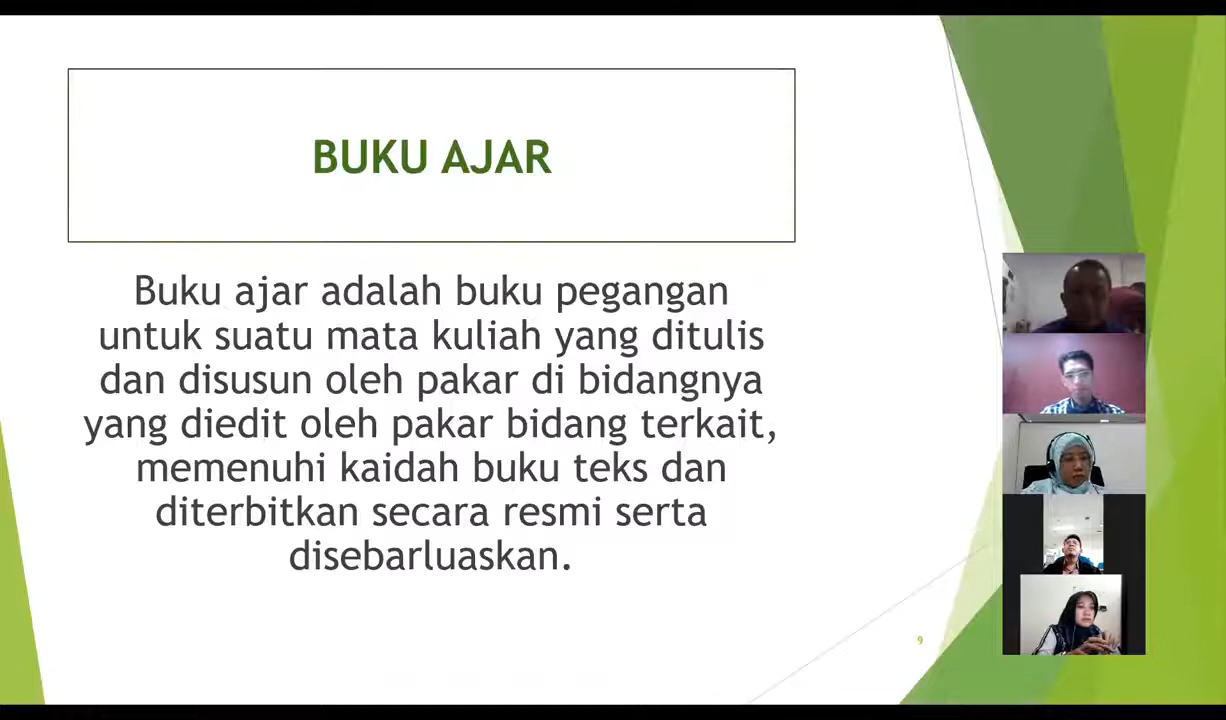 BUKU AJAR
Buku ajar adalah buku pegangan
untuk suatu mata kuliah yang ditulis
dan disusun oleh pakar di bidangnya
yang diedit oleh pakar bidang terkait,
memenuhi kaidah buku teks dan
diterbitkan secara resmi serta
disebarluaskan.
9